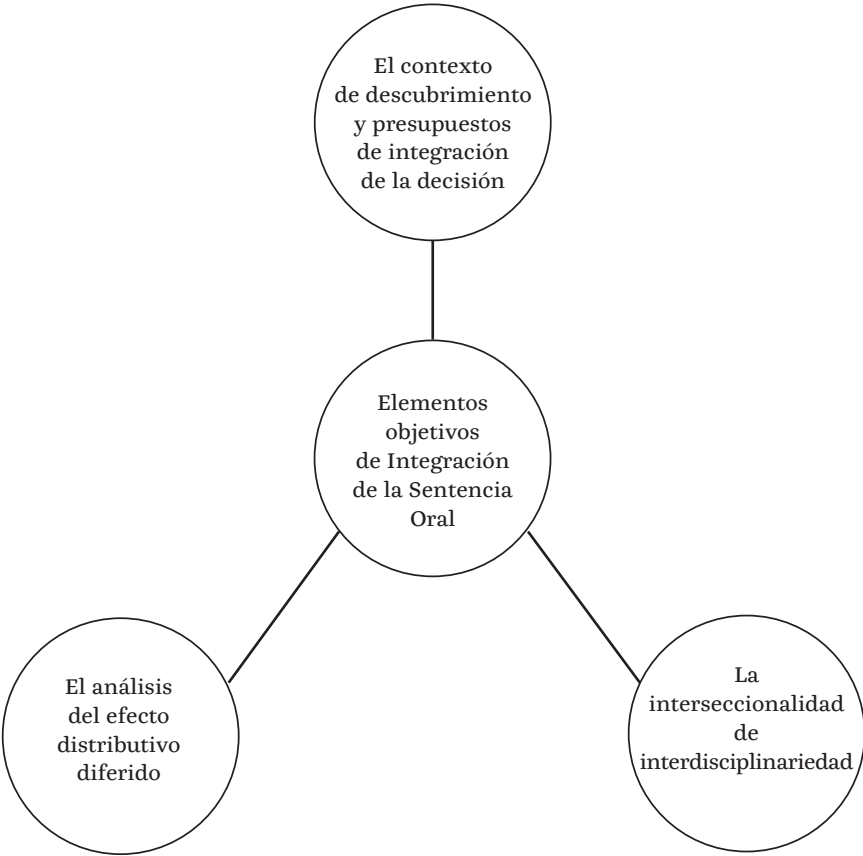 El contexto
de descubrimiento
y presupuestos
de integración
de la decisión
Elementos
objetivos
de Integración
de la Sentencia
Oral
El análisis
del efecto
distributivo
diferido
La
interseccionalidad
de
interdisciplinariedad